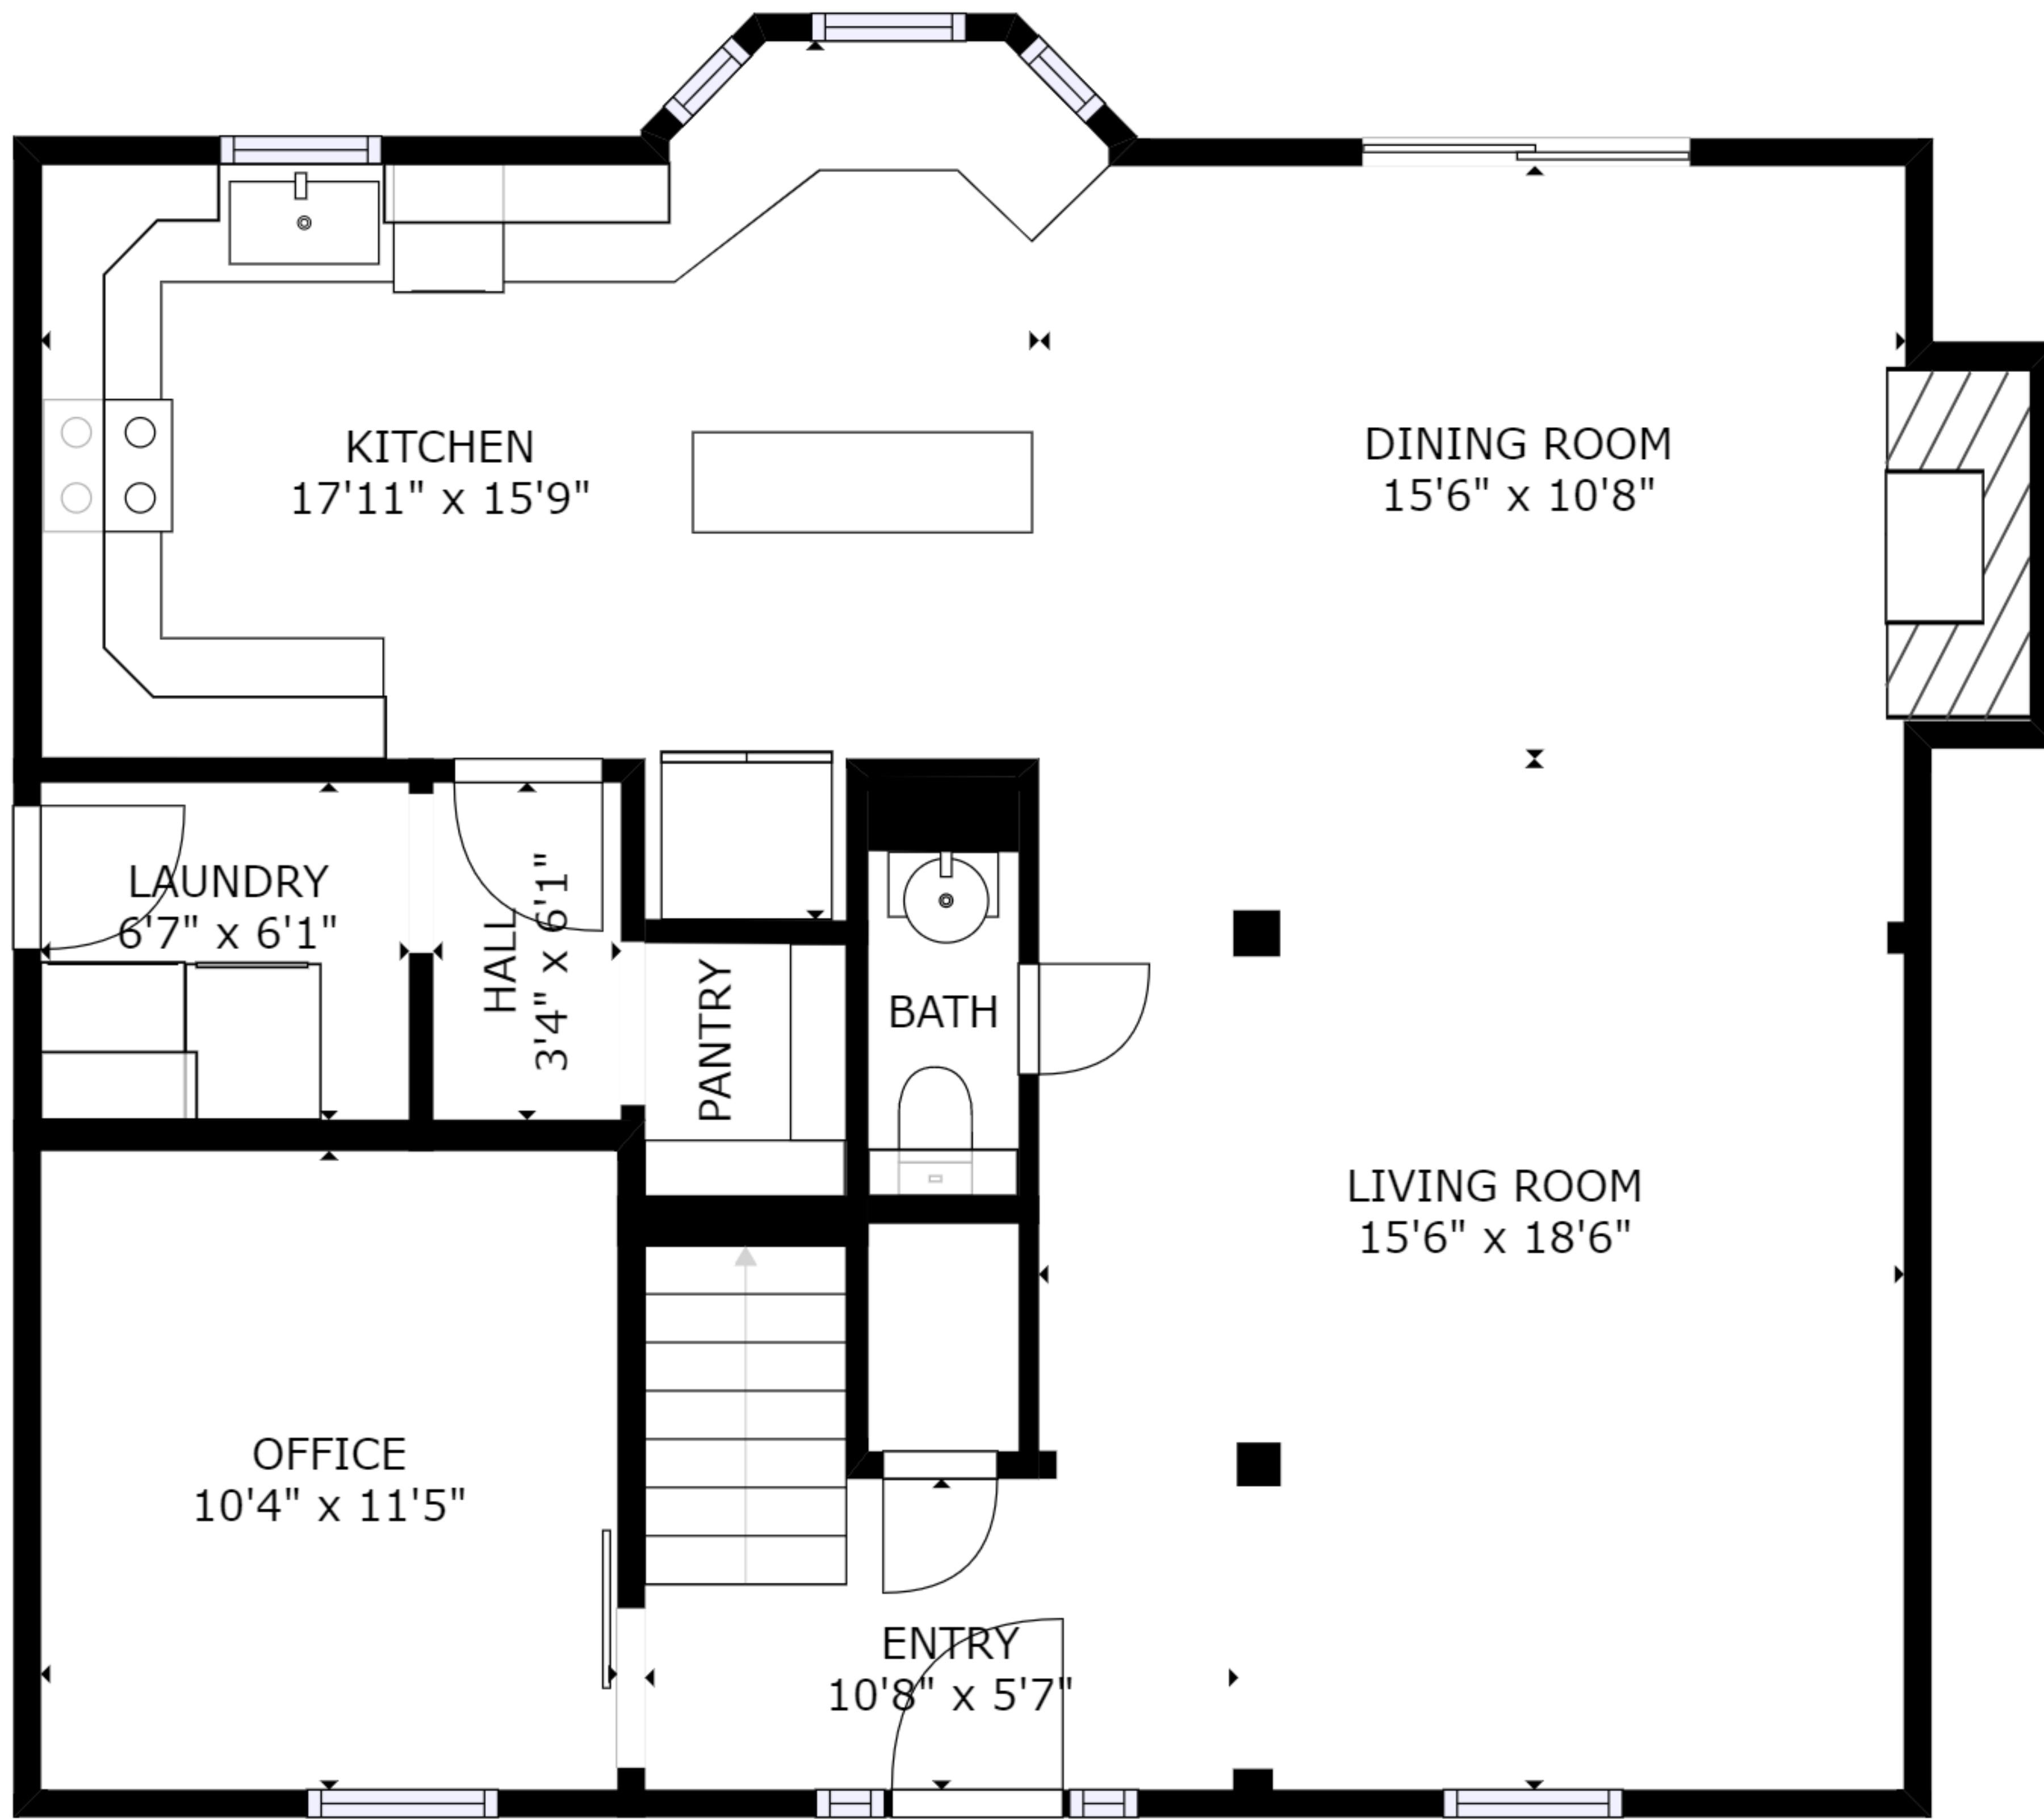 KITCHEN
17'11" x 15'9"
DINING ROOM
15'6" x 10'8"
LAUNDRY
6'7" x 6'1"
HALL
3'4" x 6'1"
PANTRY
BATH
LIVING ROOM
15'6" x 18'6"
OFFICE
10'4" x 11'5"
ENTRY
10'8" x 5'7"